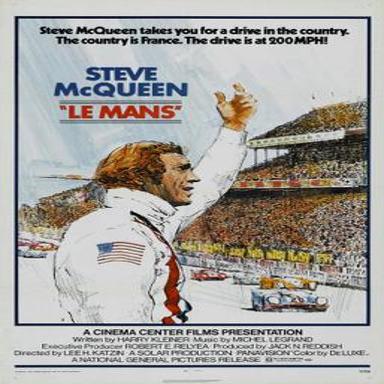 Steve McQueen takes you for a drive in the country.
The country is France. The drive is at 200 MPH!
STEVE
McQUEEN
"LE MANS"
A CINEMA CENTER FILMS PRESENTATION
Written by HARRY KLEINER Music by MICHEL LEGRAND
Executive Producer ROBERT E. RELYEA Produced by JACK N. REDDISH
Directed by LEE H. KATZIN A SOLAR PRODUCTION PANAVISION® Color by DE LUXE®
A NATIONAL GENERAL PICTURES RELEASE